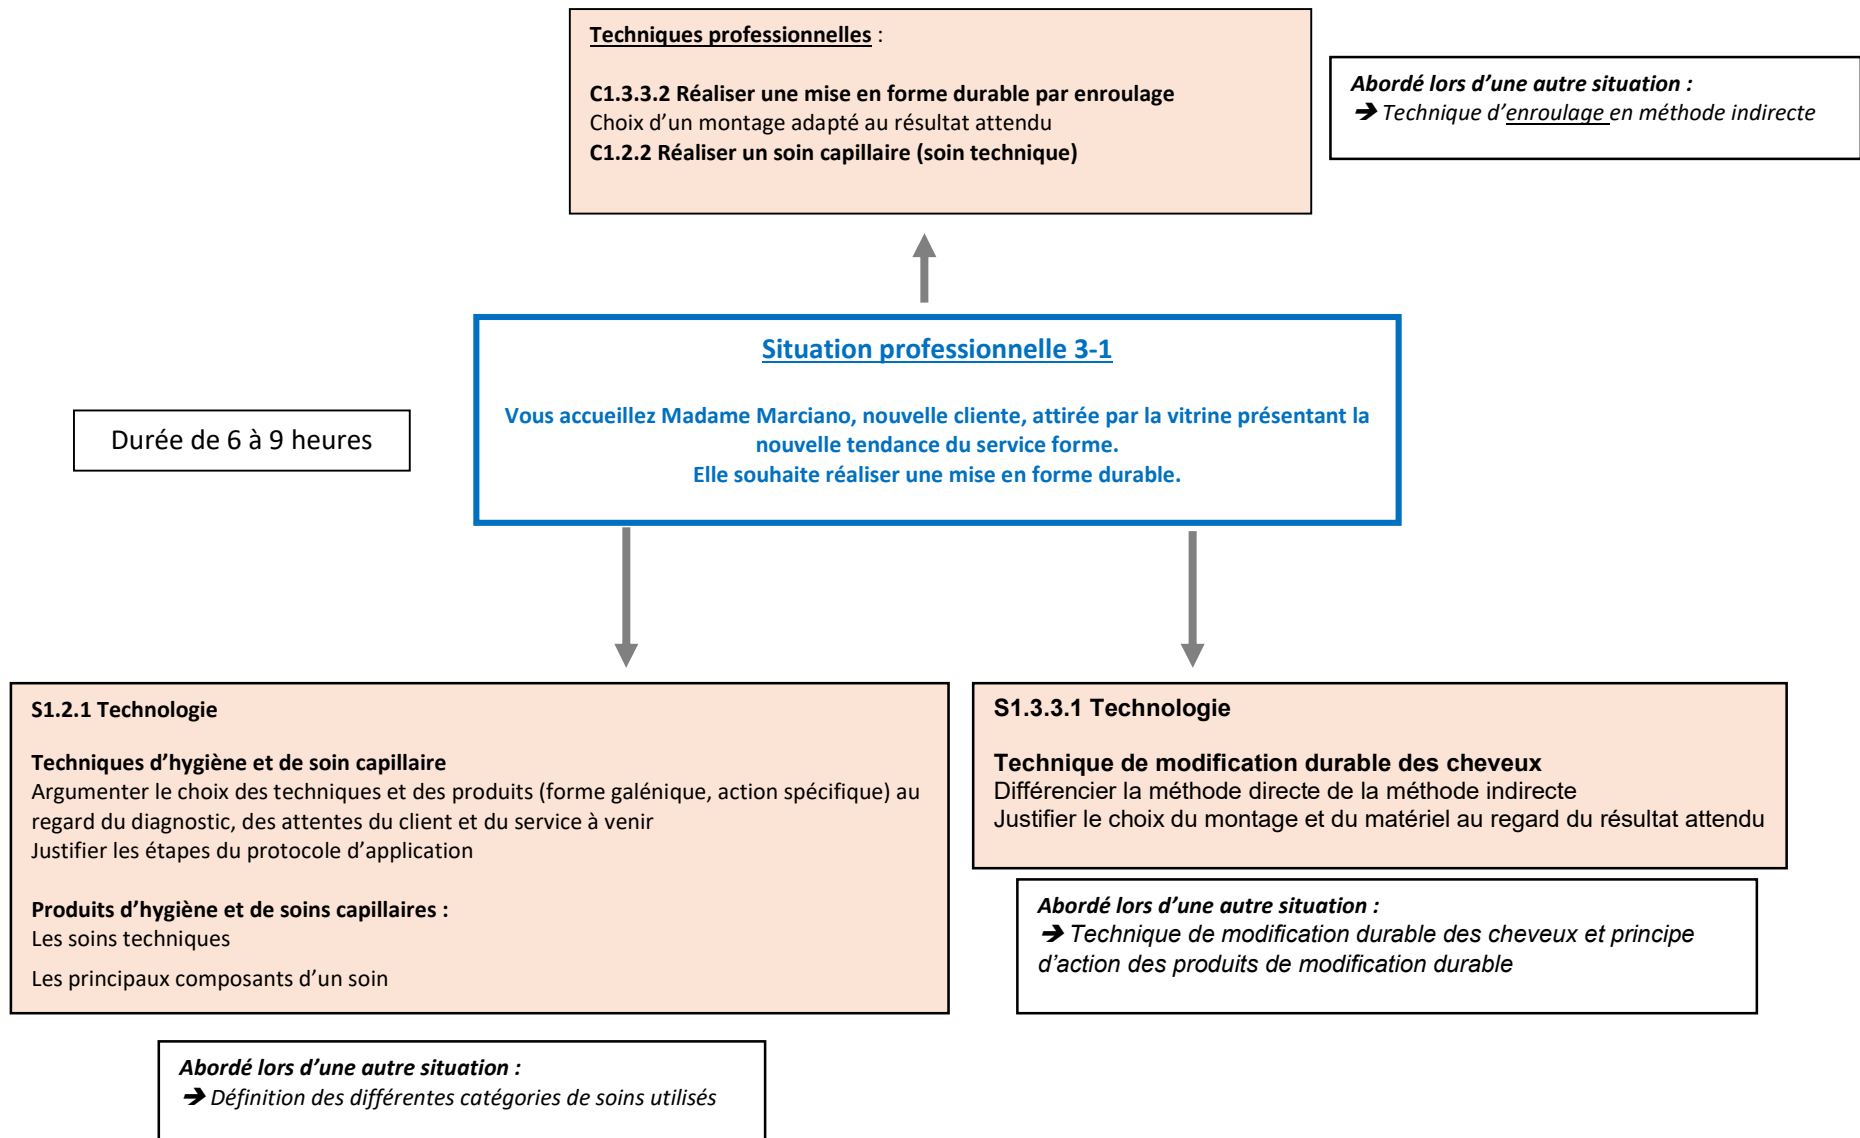 Techniques professionnelles :
C1.3.3.2 Réaliser une mise en forme durable par enroulage
Choix d’un montage adapté au résultat attendu
C1.2.2 Réaliser un soin capillaire (soin technique)
Abordé lors d’une autre situation :
➔ Technique d’enroulage en méthode indirecte
Situation professionnelle 3-1
Vous accueillez Madame Marciano, nouvelle cliente, attirée par la vitrine présentant la
nouvelle tendance du service forme.
Elle souhaite réaliser une mise en forme durable.
Durée de 6 à 9 heures
S1.2.1 Technologie
Techniques d’hygiène et de soin capillaire
Argumenter le choix des techniques et des produits (forme galénique, action spécifique) au
regard du diagnostic, des attentes du client et du service à venir
Justifier les étapes du protocole d’application
Produits d’hygiène et de soins capillaires :
Les soins techniques
Les principaux composants d’un soin
Abordé lors d’une autre situation :
➔ Définition des différentes catégories de soins utilisés
S1.3.3.1 Technologie
Technique de modification durable des cheveux
Différencier la méthode directe de la méthode indirecte
Justifier le choix du montage et du matériel au regard du résultat attendu
Abordé lors d’une autre situation :
➔ Technique de modification durable des cheveux et principe
d’action des produits de modification durable